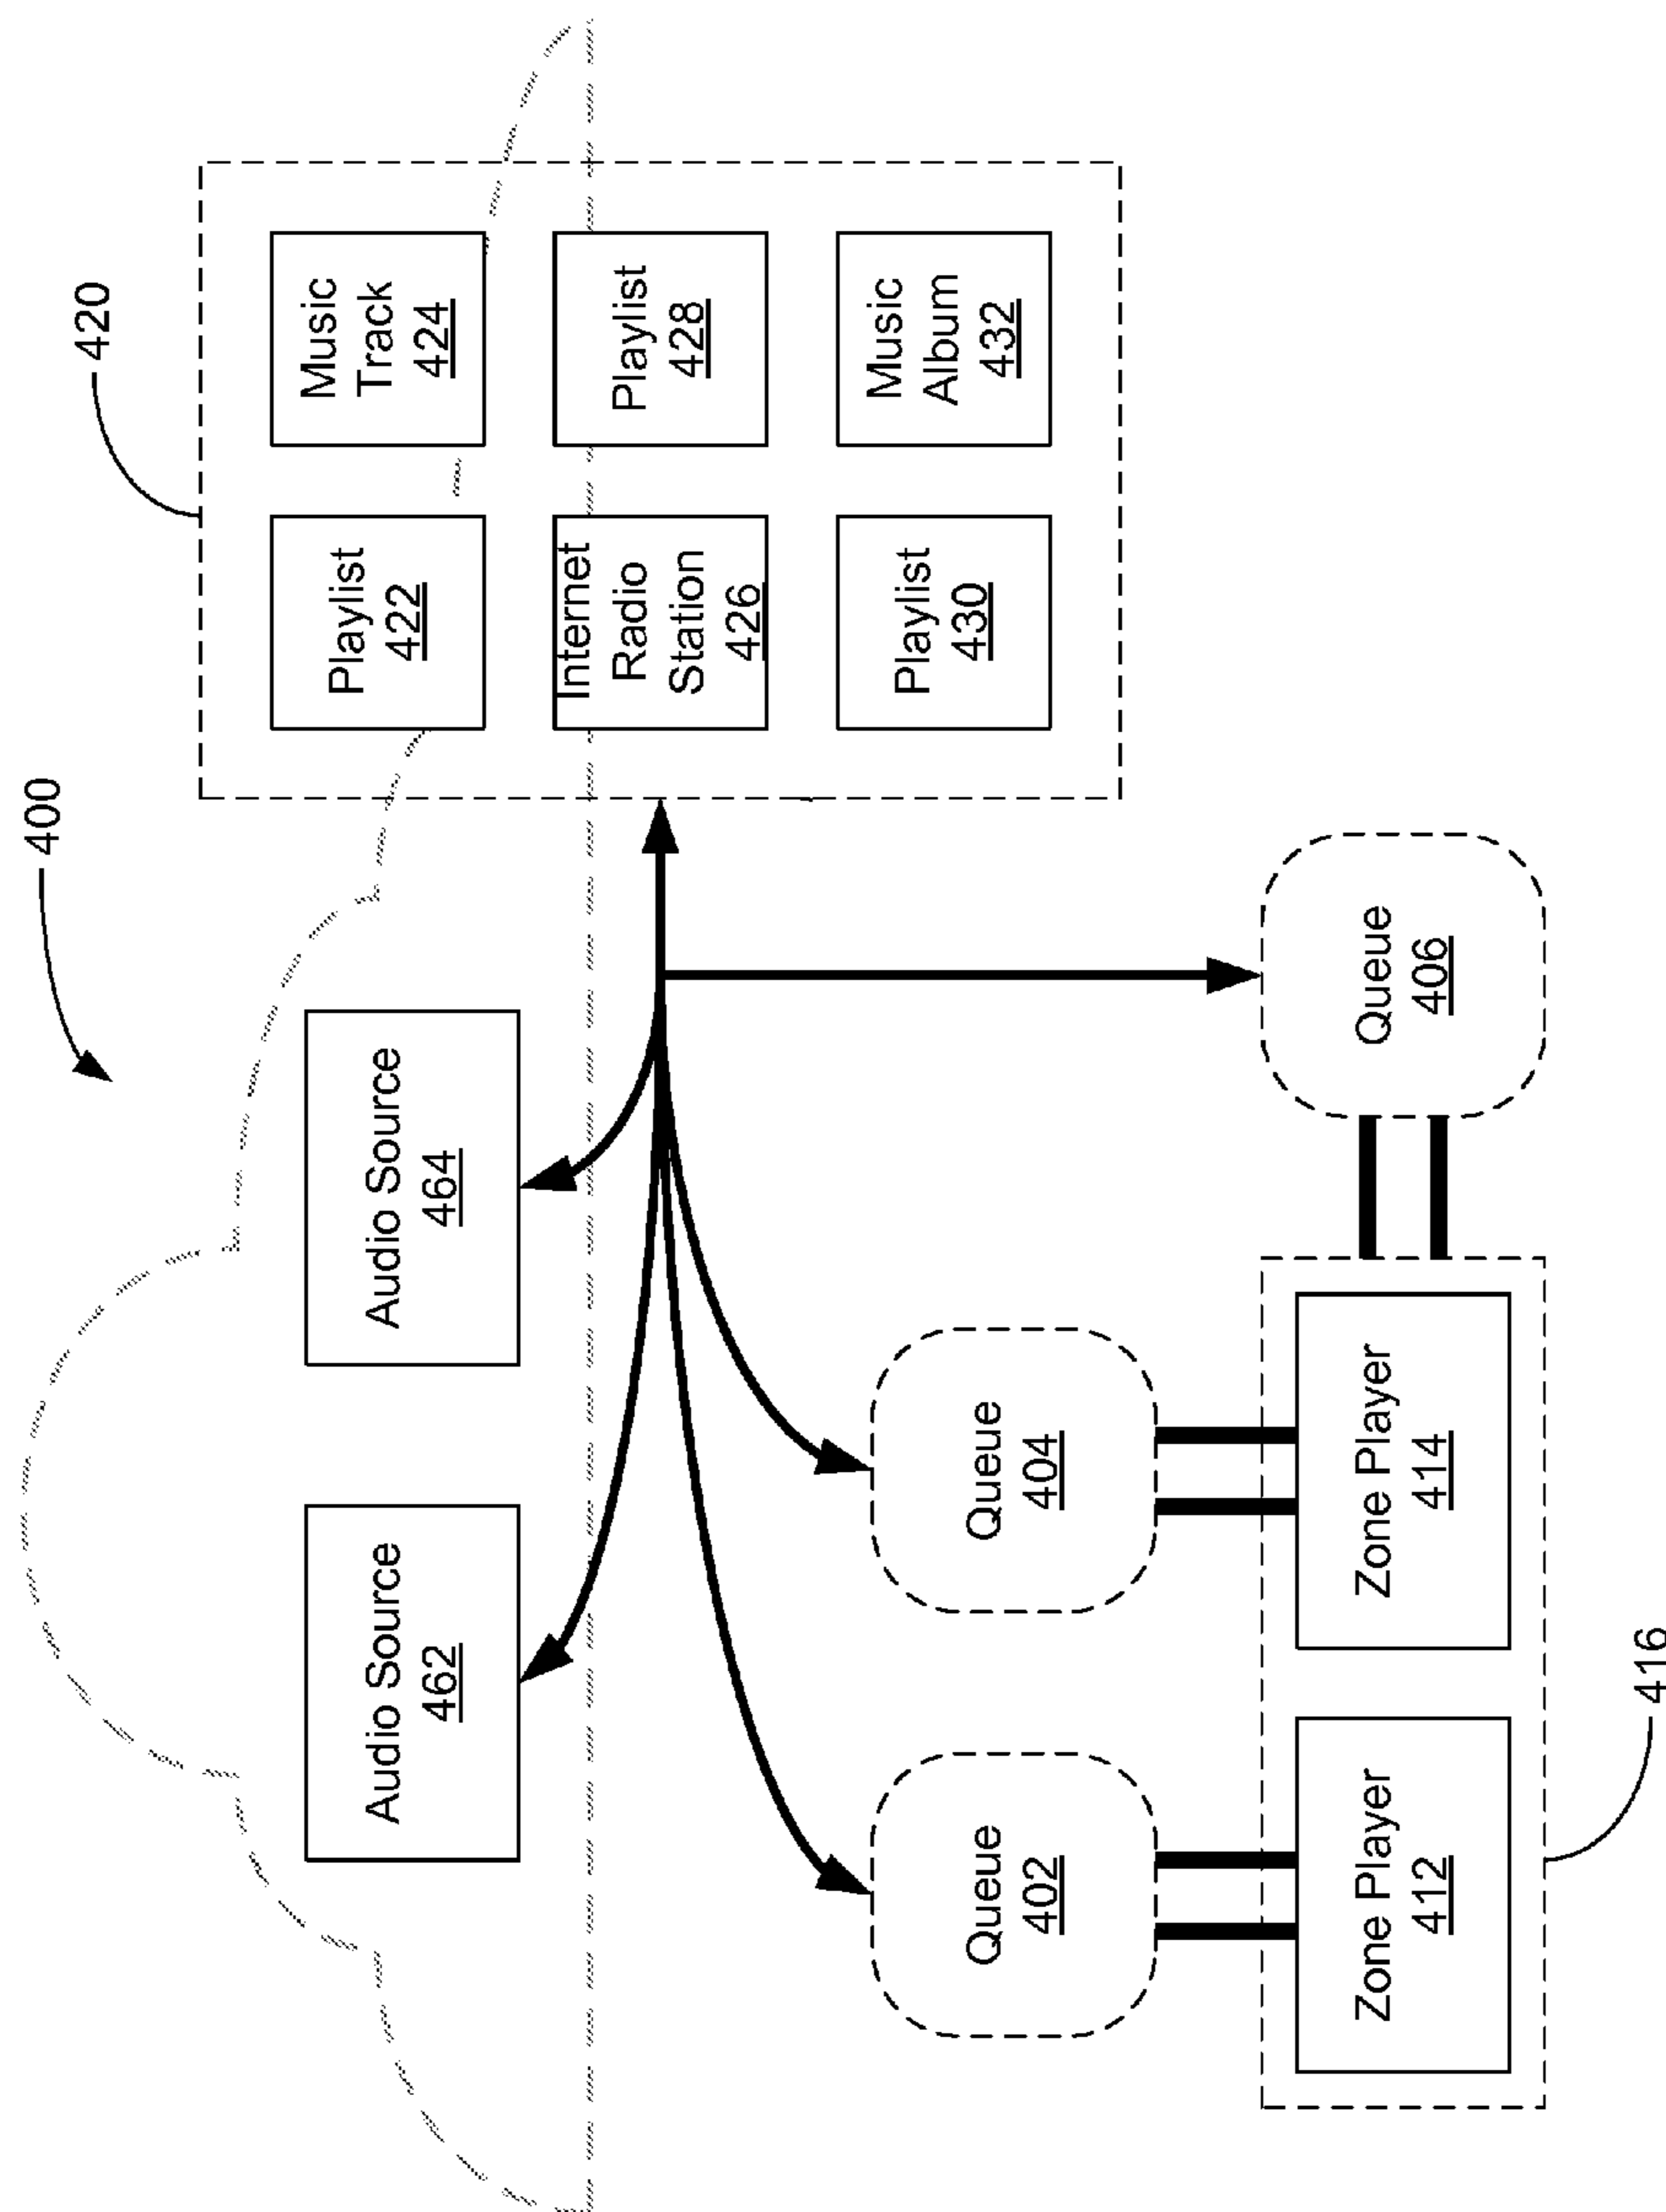 400
420
Audio Source
462
Audio Source
464
Playlist
422
Music
Track
424
Internet
Radio
Station
426
Playlist
428
Playlist
430
Music
Album
432
Queue
402
Queue
404
Queue
406
Zone Player
412
Zone Player
414
416